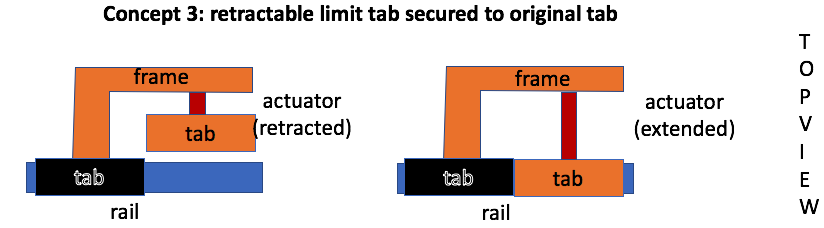 Concept 3: retractable limit tab secured to original tab
frame
actuator
(retracted)
tab
tab
rail
frame
actuator
(extended)
tab
tab
rail
T
O
P
V
I
E
W